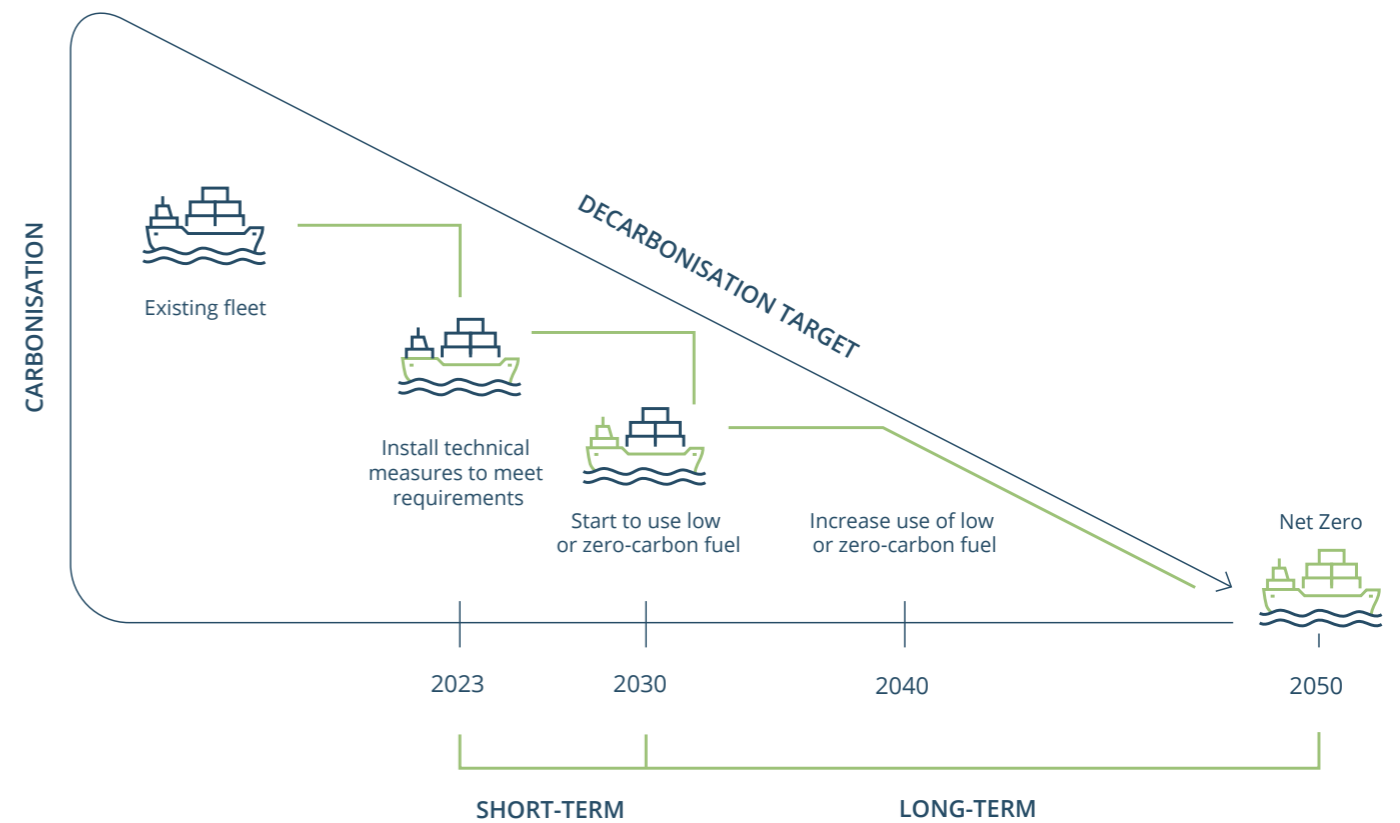 CARBONISATION
DECARBONISATION TARGET
Existing fleet
Install technical
measures to meet
requirements
Start to use low
or zero-carbon fuel
Increase use of low
or zero-carbon fuel
Net Zero
2023
2030
2040
2050
SHORT-TERM
LONG-TERM